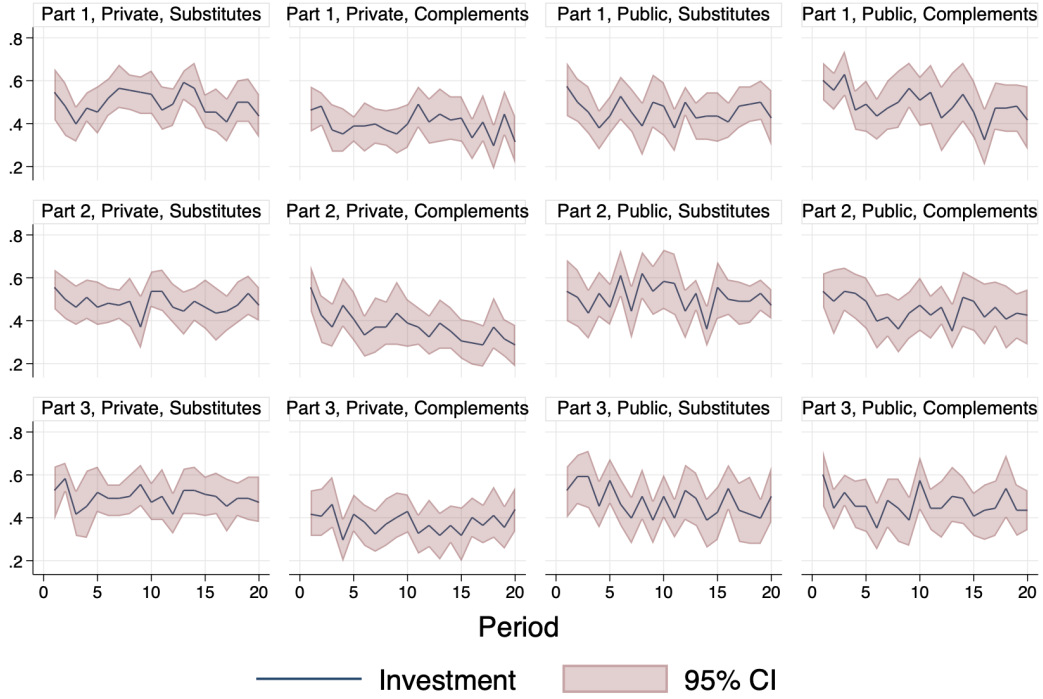 Part 1, Private, Substitutes
Part 1, Private, Complements
Part 1, Public, Substitutes
Part 1, Public, Complements
.8
.6
.4
.2
Part 2, Private, Substitutes
Part 2, Private, Complements
Part 2, Public, Substitutes
Part 2, Public, Complements
.8
.6
.4
.2
Part 3, Private, Substitutes
Part 3, Private, Complements
Part 3, Public, Substitutes
Part 3, Public, Complements
.8
.6
.4
.2
0 5 10 15 20 0 5 10 15 20 0 5 10 15 20 0 5 10 15 20
Period
Investment 95% CI